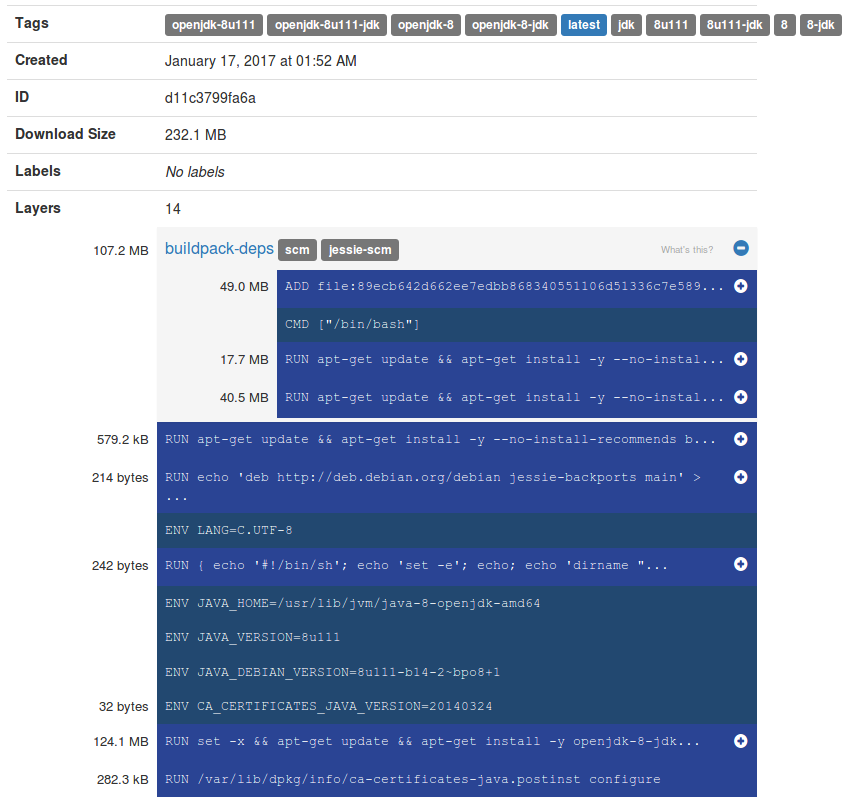 Tags openjdk-8u111 openjdk-8u111-jdk openjdk-8 openjdk-8-jdk latest jdk 8u111 8u111-jdk 8 8-jdk
Created January 17, 2017 at 01:52 AM
ID d11c3799fa6a
Download Size 232.1 MB
Labels No labels
Layers 14
107.2 MB buildpack-deps scm jessie-scm What's this?
49.0 MB ADD file:89ecb642d662ee7edbb868340551106d51336c7e589...
CMD ["/bin/bash"]
17.7 MB RUN apt-get update && apt-get install -y --no-instal...
40.5 MB RUN apt-get update && apt-get install -y --no-instal...
579.2 kB RUN apt-get update && apt-get install -y --no-install-recommends b...
214 bytes RUN echo 'deb http://deb.debian.org/debian jessie-backports main' >
...
ENV LANG=C.UTF-8
242 bytes RUN { echo '#!/bin/sh'; echo 'set -e'; echo; echo 'dirname "...
ENV JAVA_HOME=/usr/lib/jvm/java-8-openjdk-amd64
ENV JAVA_VERSION=8u111
ENV JAVA_DEBIAN_VERSION=8u111-b14-2~bpo8+1
32 bytes ENV CA_CERTIFICATES_JAVA_VERSION=20140324
124.1 MB RUN set -x && apt-get update && apt-get install -y openjdk-8-jdk...
282.3 kB RUN /var/lib/dpkg/info/ca-certificates-java.postinst configure